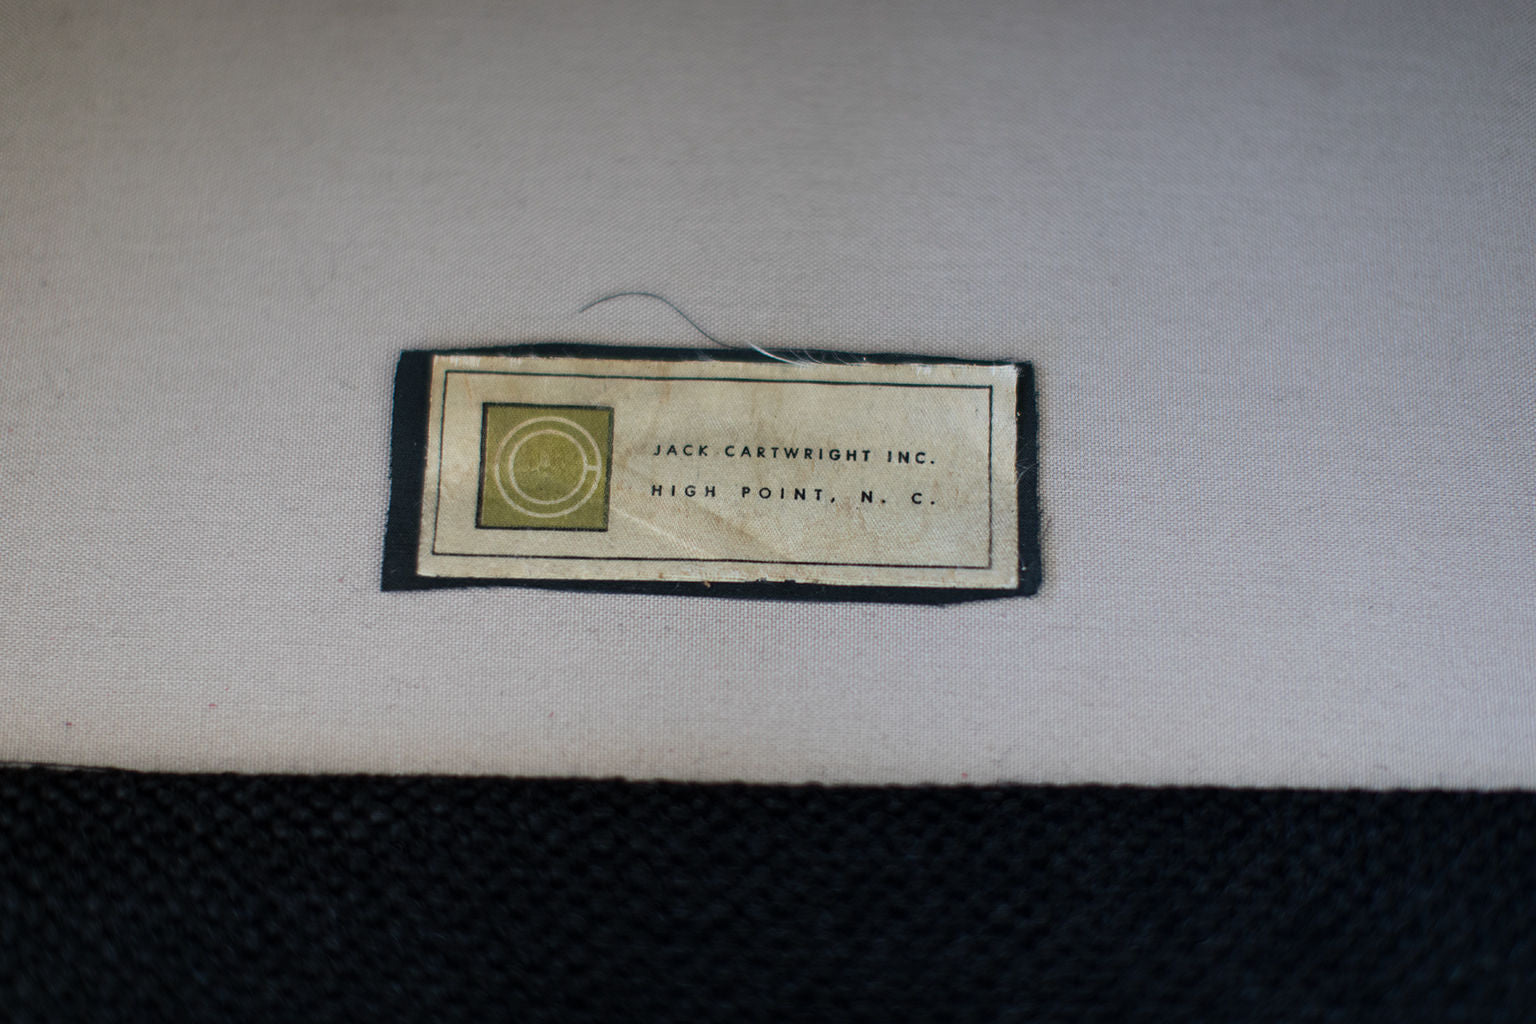 JACK CARTWRIGHT INC.
HIGH POINT, N. C.